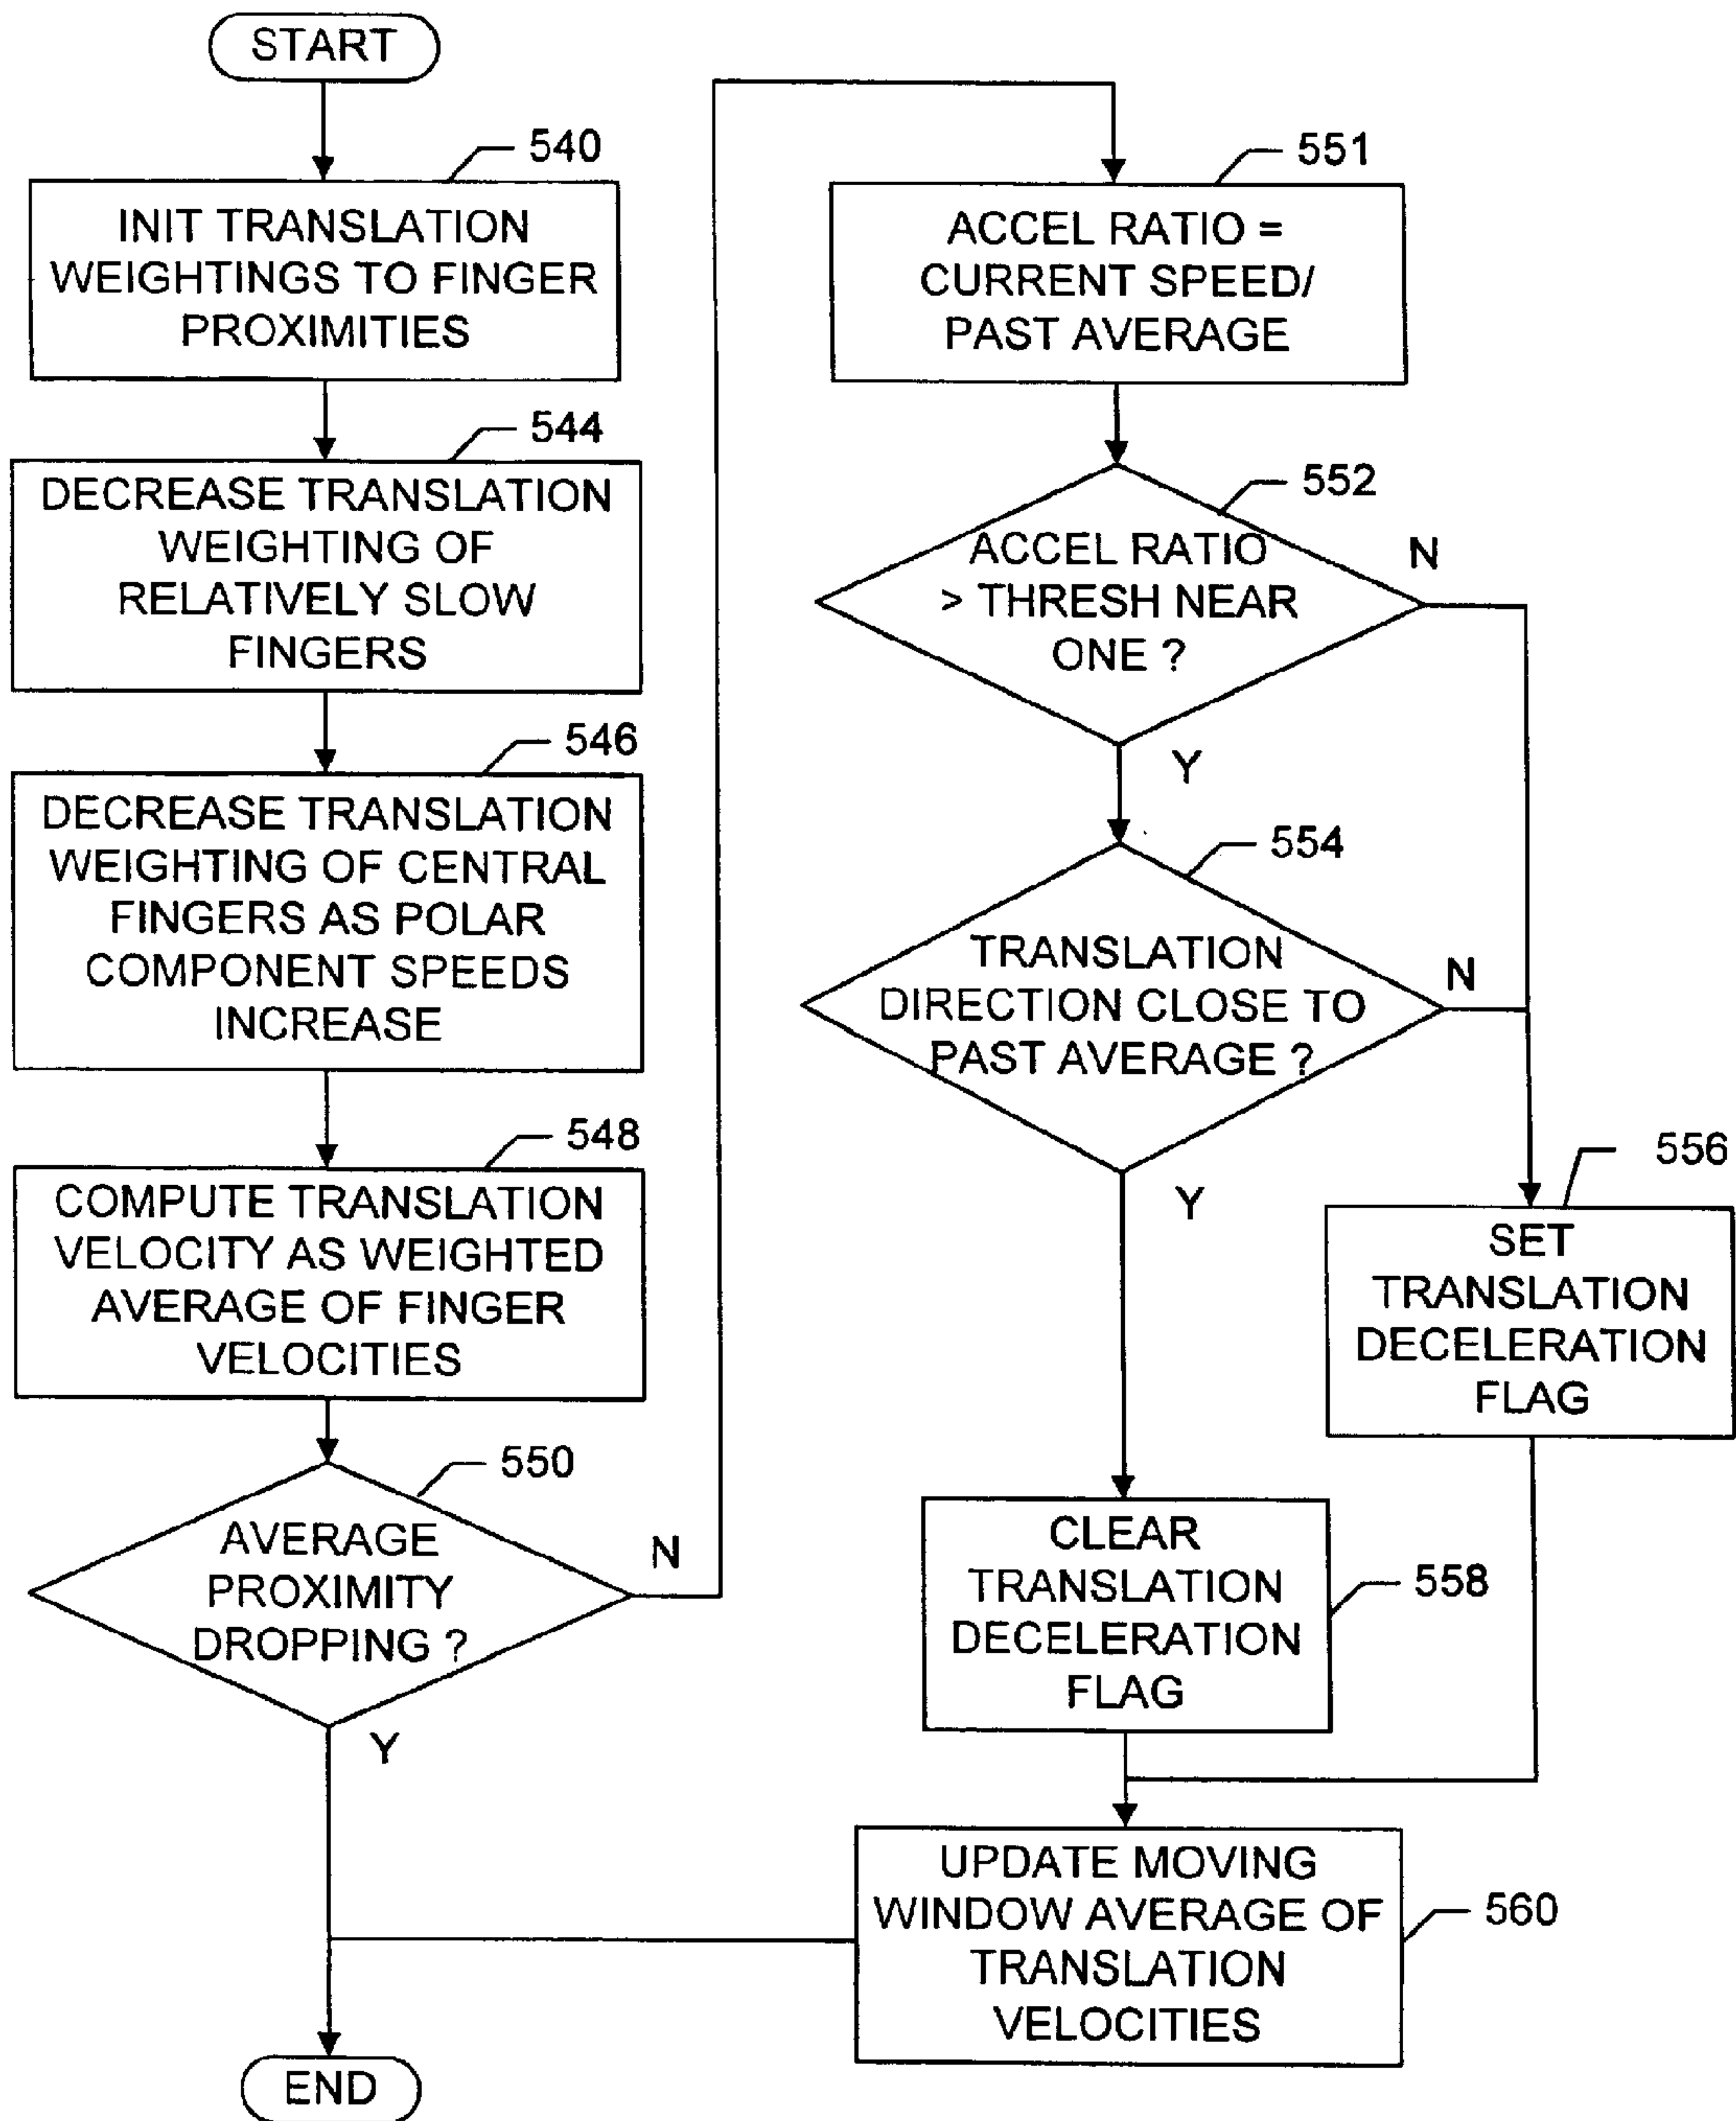 START
540
INIT TRANSLATION
WEIGHTINGS TO FINGER
PROXIMITIES
544
DECREASE TRANSLATION
WEIGHTING OF
RELATIVELY SLOW
FINGERS
546
DECREASE TRANSLATION
WEIGHTING OF CENTRAL
FINGERS AS POLAR
COMPONENT SPEEDS
INCREASE
548
COMPUTE TRANSLATION
VELOCITY AS WEIGHTED
AVERAGE OF FINGER
VELOCITIES
550
AVERAGE
PROXIMITY
DROPPING ?
N
Y
551
ACCEL RATIO =
CURRENT SPEED/
PAST AVERAGE
552
ACCEL RATIO
> THRESH NEAR
ONE ?
N
Y
554
TRANSLATION
DIRECTION CLOSE TO
PAST AVERAGE ?
N
Y
556
SET
TRANSLATION
DECELERATION
FLAG
558
CLEAR
TRANSLATION
DECELERATION
FLAG
560
UPDATE MOVING
WINDOW AVERAGE OF
TRANSLATION
VELOCITIES
END